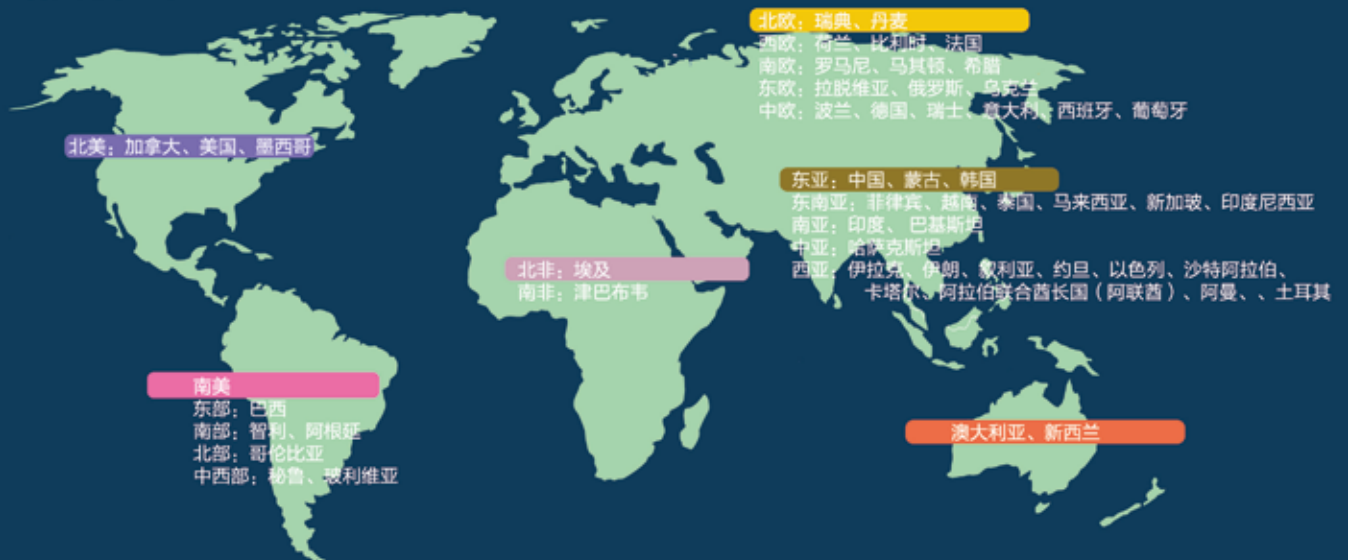 北欧：瑞典、丹麦
西欧：荷兰、比利时、法国
南欧：罗马尼、马其顿、希腊
东欧：拉脱维亚、俄罗斯、乌克兰
中欧：波兰、德国、瑞士、意大利、西班牙、葡萄牙
北美：加拿大、美国、墨西哥
东亚：中国、蒙古、韩国
东南亚：菲律宾、越南、泰国、马来西亚、新加玻、印度尼西亚
南亚：印度、 巴基斯坦
中亚：哈萨克斯坦
西亚：伊拉克、伊朗、叙利亚、约旦、以色列、沙特阿拉伯、
卡塔尔、阿拉伯联合酋长国（阿联酋）、阿曼、、土耳其
北非：埃及
南非：津巴布韦
南美
东部：巴西
南部：智利、阿根延
北部：哥伦比亚
中西部：秘鲁、玻利维亚
澳大利亚、新西兰